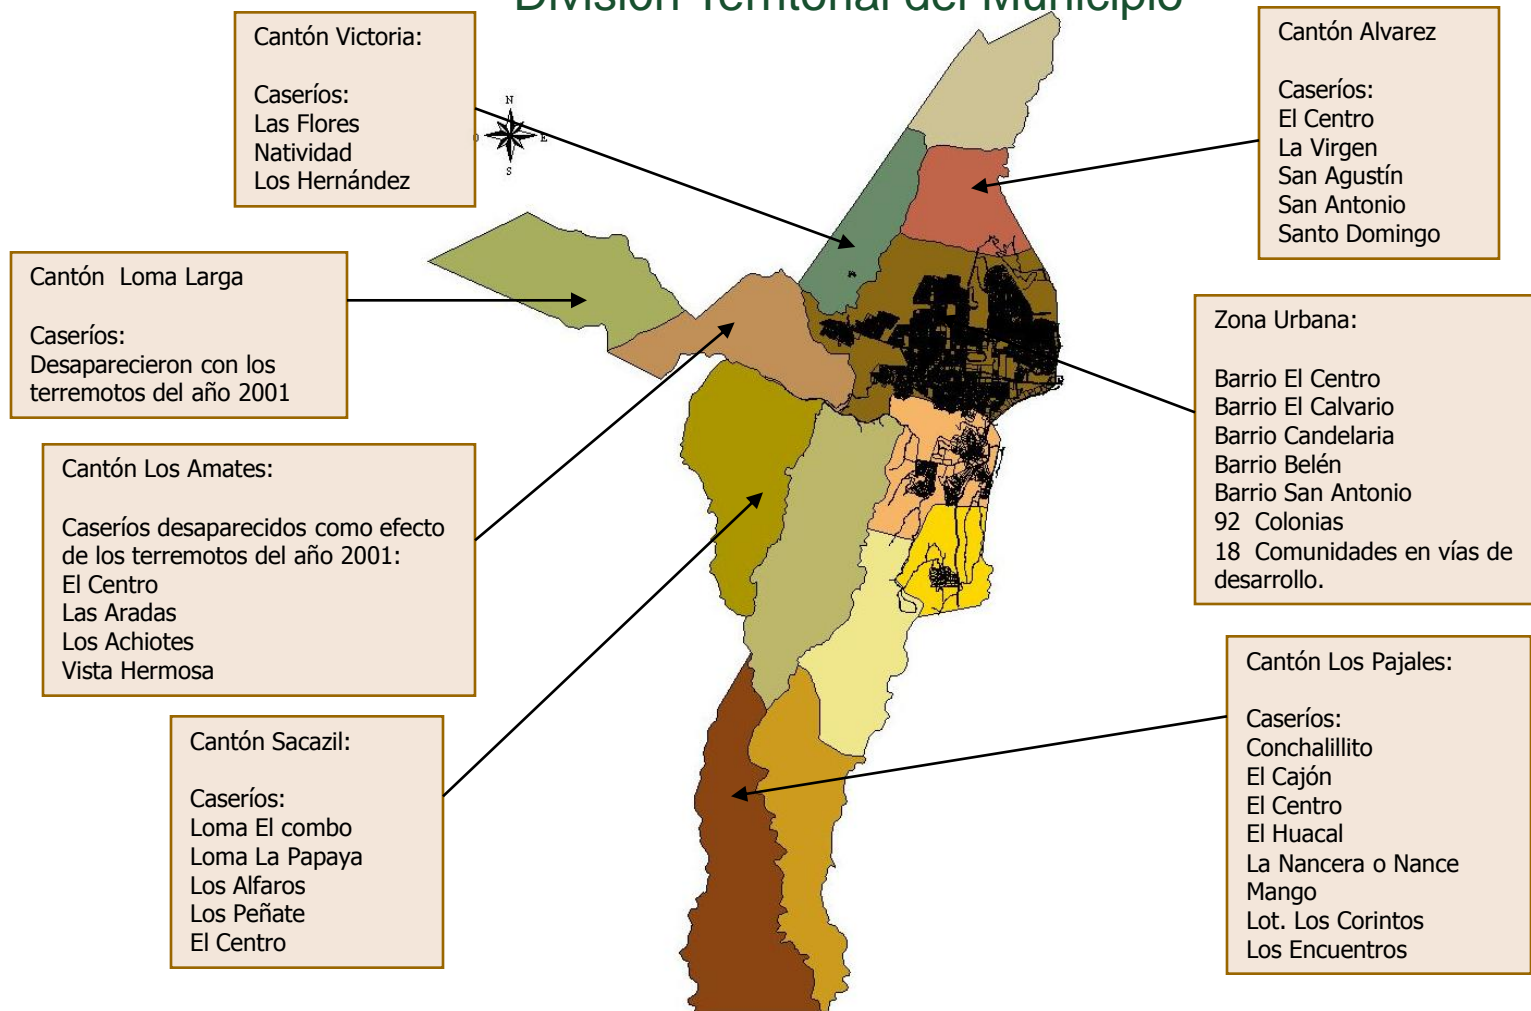 División Territorial del Municipio
Cantón Victoria:
Caseríos:
Las Flores
Natividad
Los Hernández
N
O
E
S
Cantón Alvarez
Caseríos:
El Centro
La Virgen
San Agustín
San Antonio
Santo Domingo
Cantón  Loma Larga
Caseríos:
Desaparecieron con los
terremotos del año 2001
Zona Urbana:
Barrio El Centro
Barrio El Calvario
Barrio Candelaria
Barrio Belén
Barrio San Antonio
92  Colonias
18  Comunidades en vías de
desarrollo.
Cantón Los Amates:
Caseríos desaparecidos como efecto
de los terremotos del año 2001:
El Centro
Las Aradas
Los Achiotes
Vista Hermosa
Cantón Los Pajales:
Caseríos:
Conchalillito
El Cajón
El Centro
El Huacal
La Nancera o Nance
Mango
Lot. Los Corintos
Los Encuentros
Cantón Sacazil:
Caseríos:
Loma El combo
Loma La Papaya
Los Alfaros
Los Peñate
El Centro